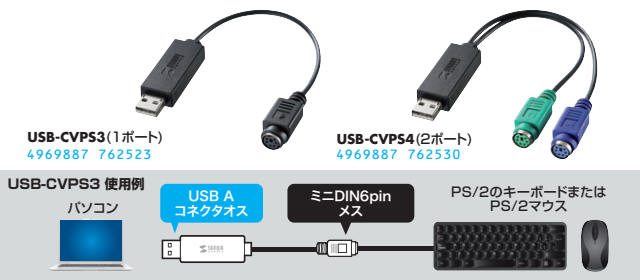 USB-CVPS3(1ポート)
4969887 762523
USB-CVPS4(2ポート)
4969887 762530
USB-CVPS3 使用例
パソコン
USB A
コネクタオス
ミニDIN6pin
メス
PS/2のキーボードまたは
PS/2マウス
SANWA